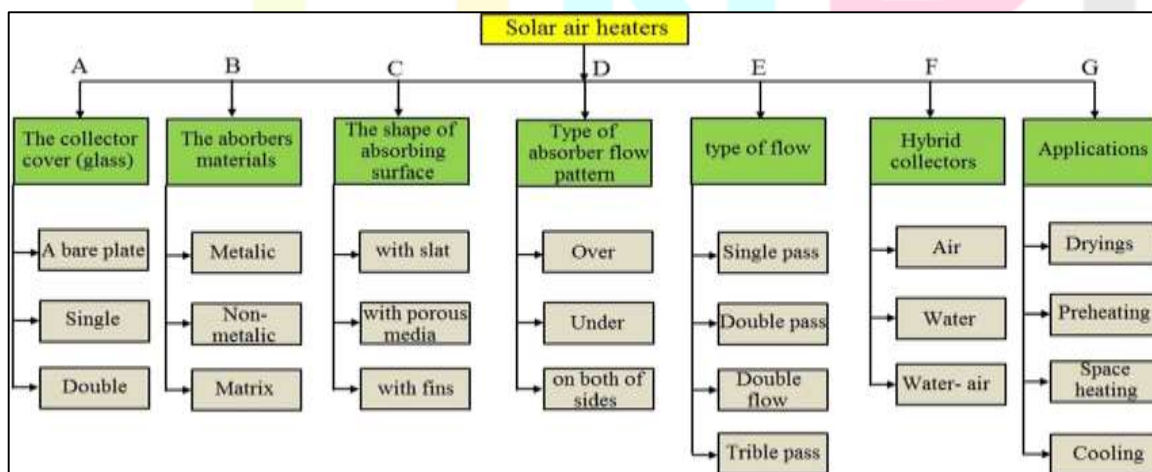 Solar air heaters
A
B
C
D
E
F
G
The collector
cover (glass)
A bare plate
Single
Double
The aborbers
materials
Metalic
Non-
metalic
Matrix
The shape of
absorbing
surface
with slat
with porous
media
with fins
Type of
absorber flow
pattern
Over
Under
on both of
sides
type of flow
Single pass
Double pass
Double
flow
Trible pass
Hybrid
collectors
Air
Water
Water- air
Applications
Dryings
Preheating
Space
heating
Cooling